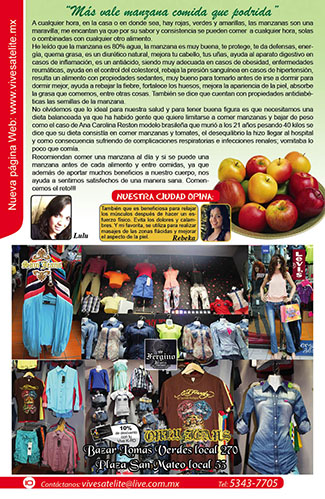 "Más vale manzana comida que podrida"
A cualquier hora, en la casa o en donde sea, hay rojas, verdes y amarillas, las manzanas son una
maravilla, me encantan ya que por su sabor y consistencia se pueden comer a cualquier hora, solas
o combinadas con otro alimento.
He leído que la manzana es 80% agua, la manzana es muy buena, te protege, te da defensas, ener-
gía, quema grasa, es un diurético natural, mejora tu cabello, tus uñas, ayuda al aparato digestivo en
casos de inflamación, es un antiácido, siendo muy adecuada en casos de obesidad, enfermedades
reumáticas, ayuda en el control del colesterol, rebaja la presión sanguínea en casos de hipertensión,
resulta un alimento con propiedades sedantes, muy bueno para tomarlo antes de irse a dormir para
dormir mejor, ayuda a rebajar la fiebre, fortalece los huesos, mejora la apariencia de la piel, absorbe
la grasa que comemos, entre otras cosas. También se dice que cuentan con propiedades antidiabé-
ticas las semillas de la manzana.
No olvidemos que lo ideal para nuestra salud y para tener buena figura es que necesitamos una
dieta balanceada ya que ha habido gente que quiere limitarse a comer manzanas y bajar de peso
como el caso de Ana Carolina Reston modelo brasileña que murió a los 21 años pesando 40 kilos se
dice que su dieta consistía en comer manzanas y tomates, el desequilibrio la hizo llegar al hospital
y como consecuencia sufriendo de complicaciones respiratorias e infecciones renales; vomitaba lo
poco que comía.
Recomiendan comer una manzana al día y si se puede una
manzana antes de cada alimento y entre comidas, ya que
además de aportar muchos beneficios a nuestro cuerpo, nos
ayuda a sentirnos satisfechos de una manera sana. Comen-
cemos el reto!!!
Nueva página Web: www.vivesatelite.mx
NUESTRA CIUDAD OPINA:
También que es beneficiosa para relajar
los músculos después de hacer un es-
fuerzo físico. Evita los dolores y calam-
bres. Y mi favorita, se utiliza para realizar
masajes de las zonas flácidas y mejorar
el aspecto de la piel.
Lulu
Rebeka
Fergino
LEVI'S
10%
de descuento
Bazar Tomas Verdes local 270
Plaza San Mateo local 53
Contáctanos: vivesatelite@live.com.mx
Tel: 5343-7705